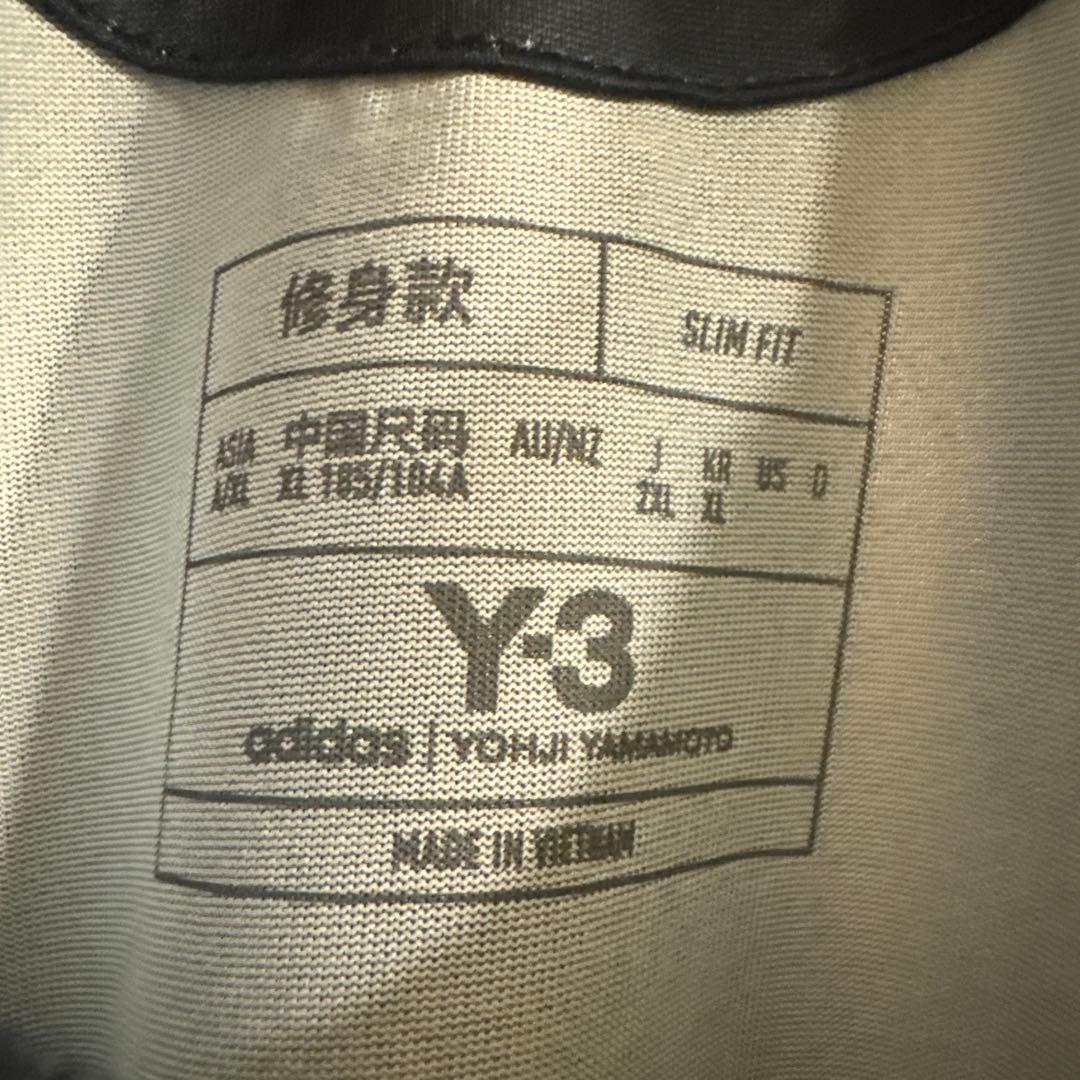 修身款 SLIM FIT
ASIA 中国尺码 AU/NZ J KR US D
A/XL XL 185/104A 2XL XL
Y-3
adidas | YOHJI YAMAMOTO
MADE IN VIETNAM